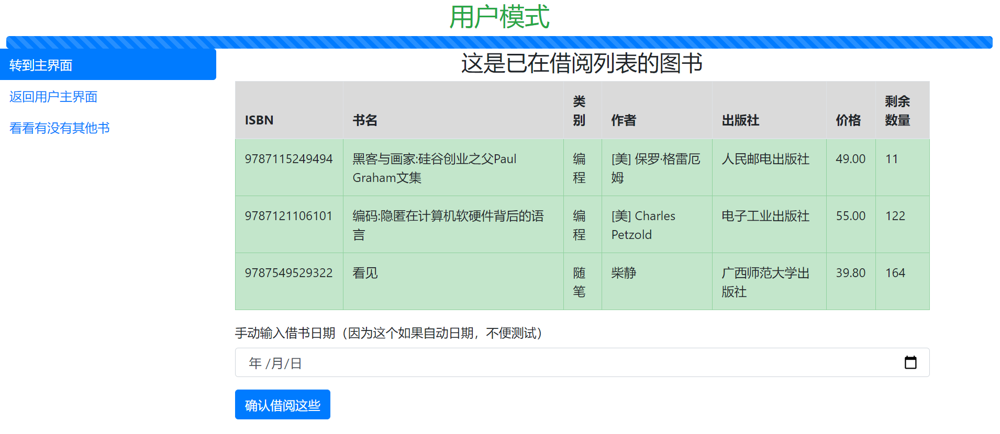 用户模式
转到主界面
返回用户主界面
看看有没有其他书
这是已在借阅列表的图书
ISBN 书名 类别 作者 出版社 价格 剩余数量
9787115249494 黑客与画家:硅谷创业之父Paul Graham文集 编程 [美] 保罗·格雷厄姆 人民邮电出版社 49.00 11
9787121106101 编码:隐匿在计算机软硬件背后的语言 编程 [美] Charles Petzold 电子工业出版社 55.00 122
9787549529322 看见 随笔 柴静 广西师范大学出版社 39.80 164
手动输入借书日期（因为这个如果自动日期，不便测试）
年 /月/日
确认借阅这些